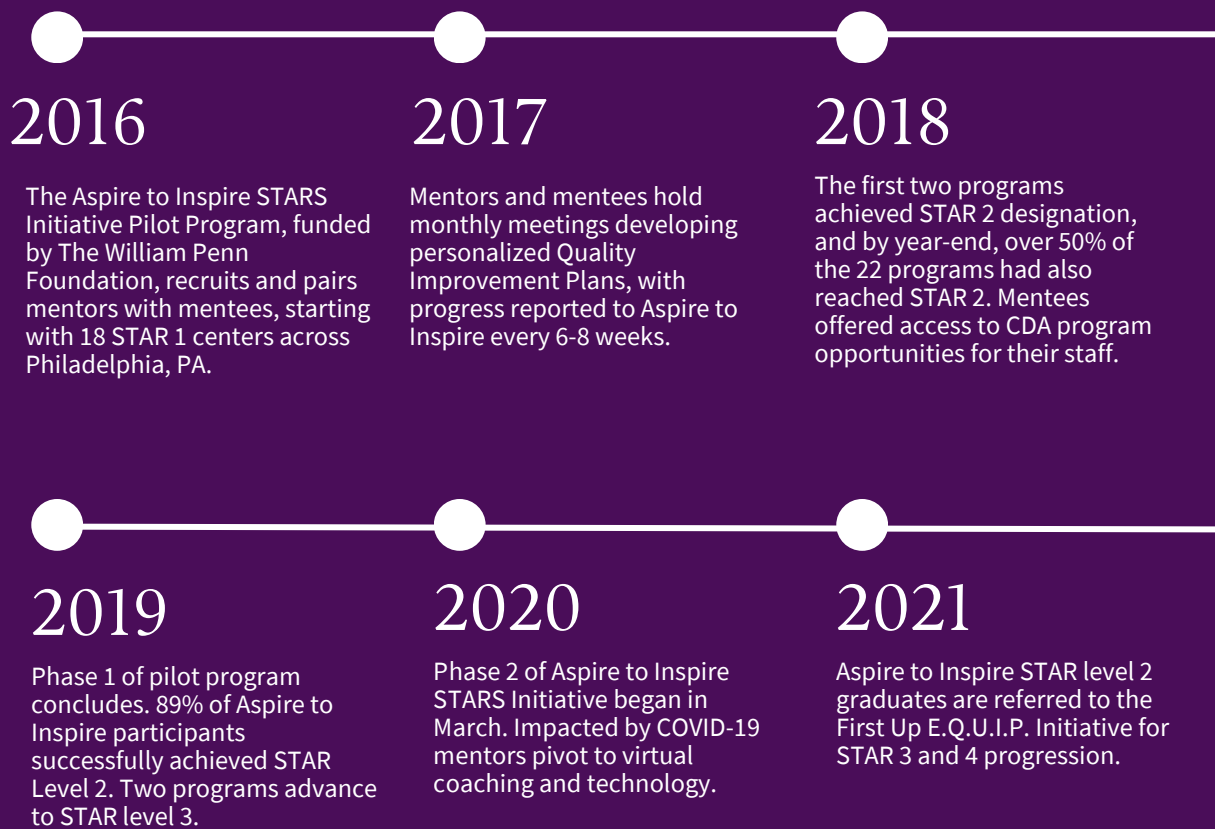 2016
The Aspire to Inspire STARS
Initiative Pilot Program, funded
by The William Penn
Foundation, recruits and pairs
mentors with mentees, starting
with 18 STAR 1 centers across
Philadelphia, PA.
2017
Mentors and mentees hold
monthly meetings developing
personalized Quality
Improvement Plans, with
progress reported to Aspire to
Inspire every 6-8 weeks.
2018
The first two programs
achieved STAR 2 designation,
and by year-end, over 50% of
the 22 programs had also
reached STAR 2. Mentees
offered access to CDA program
opportunities for their staff.
2019
Phase 1 of pilot program
concludes. 89% of Aspire to
Inspire participants
successfully achieved STAR
Level 2. Two programs advance
to STAR level 3.
2020
Phase 2 of Aspire to Inspire
STARS Initiative began in
March. Impacted by COVID-19
mentors pivot to virtual
coaching and technology.
2021
Aspire to Inspire STAR level 2
graduates are referred to the
First Up E.Q.U.I.P. Initiative for
STAR 3 and 4 progression.